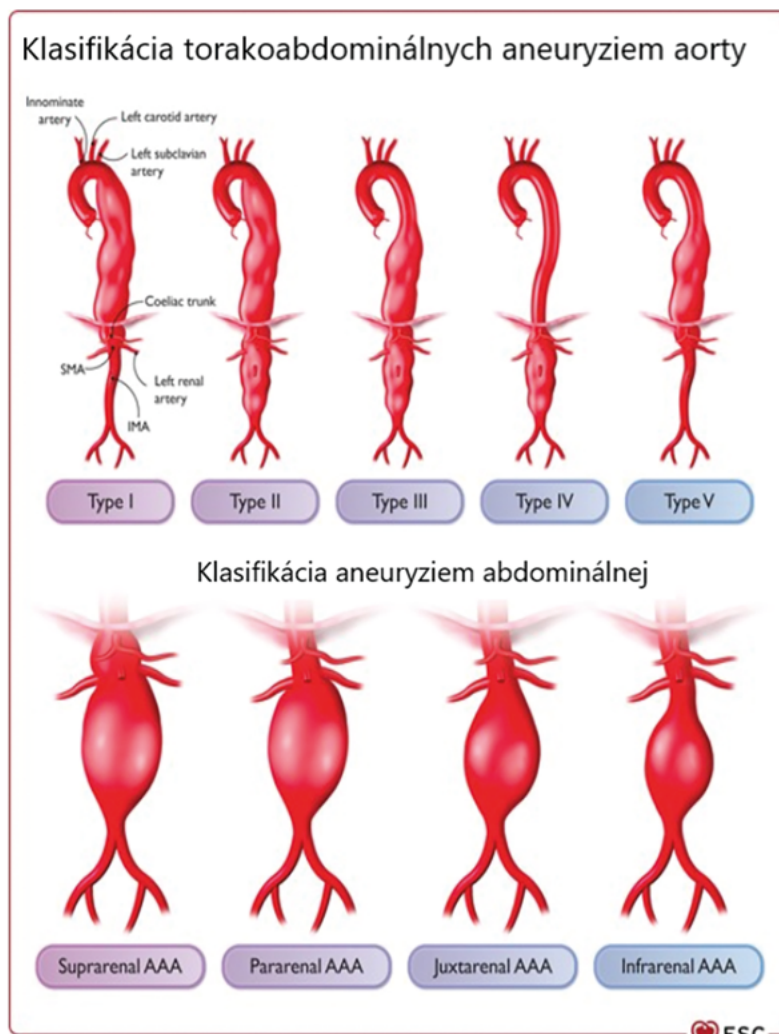 Klasifikácia torakoabdominálnych aneuryziem aorty
Innominate
artery
Left carotid artery
Left subclavian
artery
Coeliac trunk
SMA
Left renal
artery
IMA
Type I
Type II
Type III
Type IV
Type V
Klasifikácia aneuryziem abdominálnej
Suprarenal AAA
Pararenal AAA
Juxtarenal AAA
Infrarenal AAA
ESC